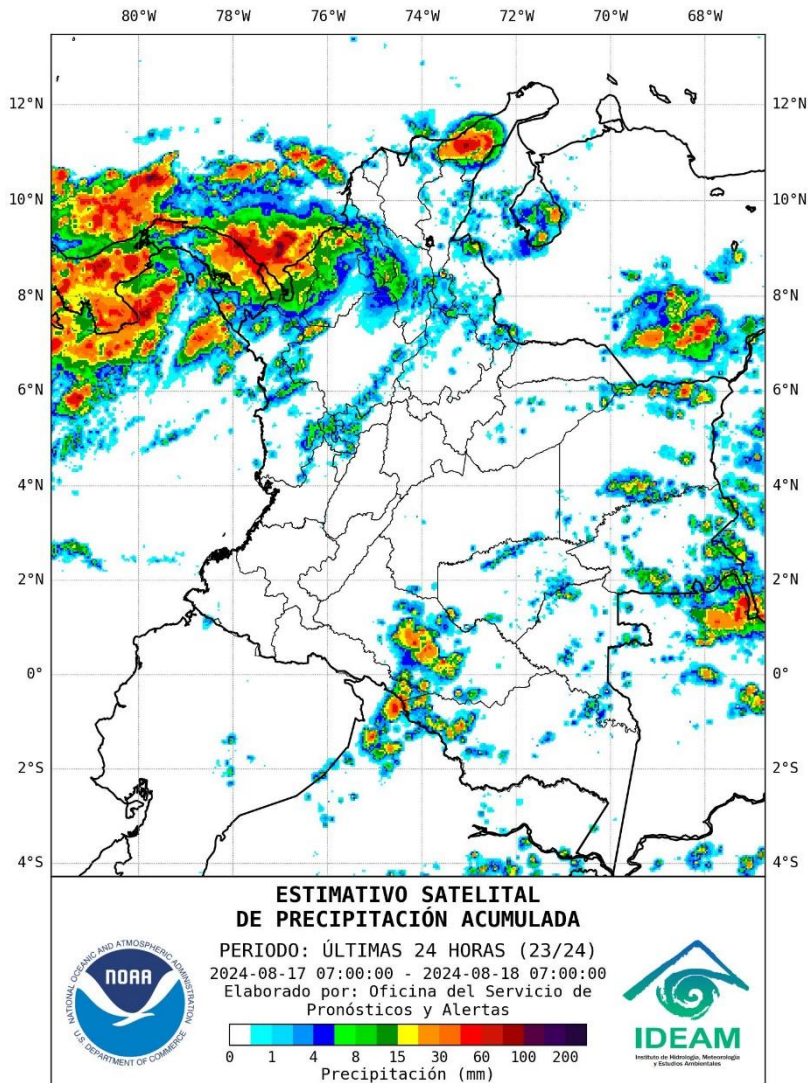 80°W 78°W 76°W 74°W 72°W 70°W 68°W
12°N 12°N
10°N 10°N
8°N 8°N
6°N 6°N
4°N 4°N
2°N 2°N
0° 0°
2°S 2°S
4°S 4°S
ESTIMATIVO SATELITAL
DE PRECIPITACIÓN ACUMULADA
PERIODO: ÚLTIMAS 24 HORAS (23/24)
2024-08-17 07:00:00 - 2024-08-18 07:00:00
Elaborado por: Oficina del Servicio de
Pronósticos y Alertas
0 1 4 8 15 30 60 100 200
Precipitación (mm)
NATIONAL OCEANIC AND ATMOSPHERIC ADMINISTRATION
NOAA
U.S. DEPARTMENT OF COMMERCE
IDEAM
Instituto de Hidrología, Meteorología
y Estudios Ambientales